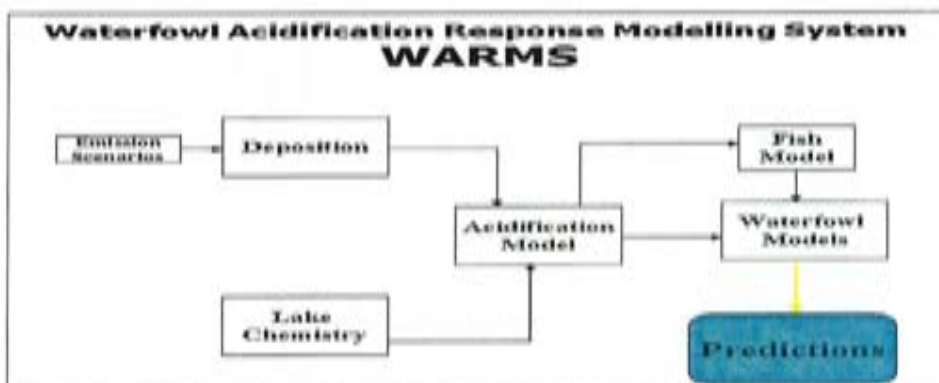 Waterfowl Acidification Response Modelling System
WARMS
Emission
Scenarios
Deposition
Fish
Model
Acidification
Model
Waterfowl
Models
Lake
Chemistry
Predictions